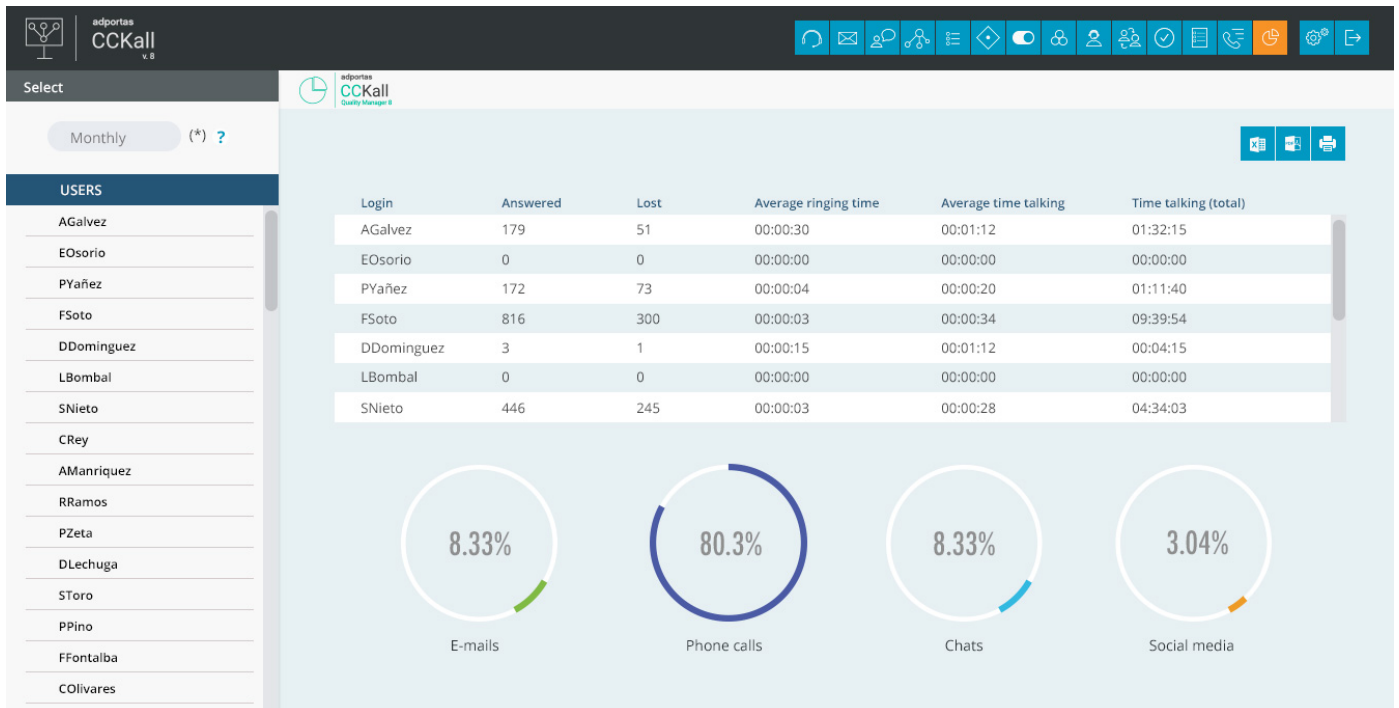 adportas
CCKall
v. 8
Select
adportas
CCKall
Quality Manager 8
Monthly (*) ?
USERS
AGalvez
EOsorio
PYañez
FSoto
DDominguez
LBombal
SNieto
CRey
AManriquez
RRamos
PZeta
DLechuga
SToro
PPino
FFontalba
COlivares
Login Answered Lost Average ringing time Average time talking Time talking (total)
AGalvez 179 51 00:00:30 00:01:12 01:32:15
EOsorio 0 0 00:00:00 00:00:00 00:00:00
PYañez 172 73 00:00:04 00:00:20 01:11:40
FSoto 816 300 00:00:03 00:00:34 09:39:54
DDominguez 3 1 00:00:15 00:01:12 00:04:15
LBombal 0 0 00:00:00 00:00:00 00:00:00
SNieto 446 245 00:00:03 00:00:28 04:34:03
8.33% 80.3% 8.33% 3.04%
E-mails Phone calls Chats Social media